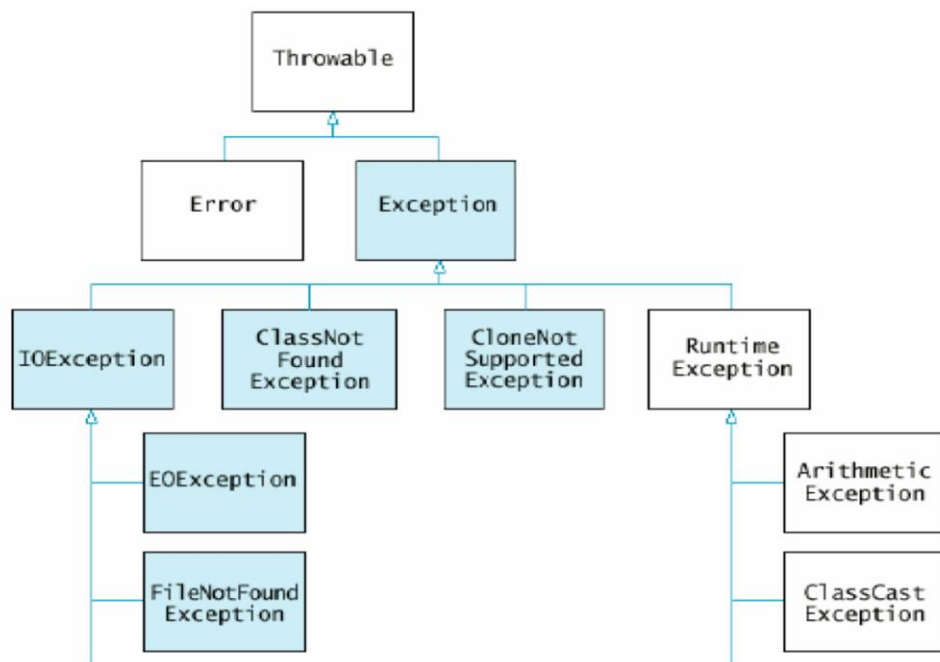 Throwable
Error
Exception
IOException
ClassNot
Found
Exception
CloneNot
Supported
Exception
Runtime
Exception
EOException
FileNotFound
Exception
Arithmetic
Exception
ClassCast
Exception